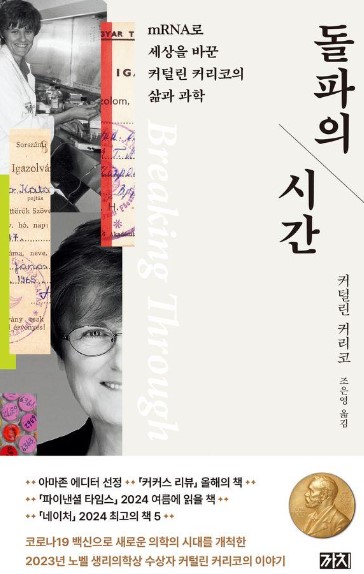 mRNA로
세상을 바꾼
커털린 커리코의
삶과 과학
돌파의
시간
Breaking Through
커털린 커리코
조은영 옮김
아마존 에디터 선정 「커커스 리뷰」 올해의 책
「파이낸셜 타임스」 2024 여름에 읽을 책
「네이처」 2024 최고의 책 5
코로나19 백신으로 새로운 의학의 시대를 개척한
2023년 노벨 생리의학상 수상자 커털린 커리코의 이야기
까치
Igazolvá
1965